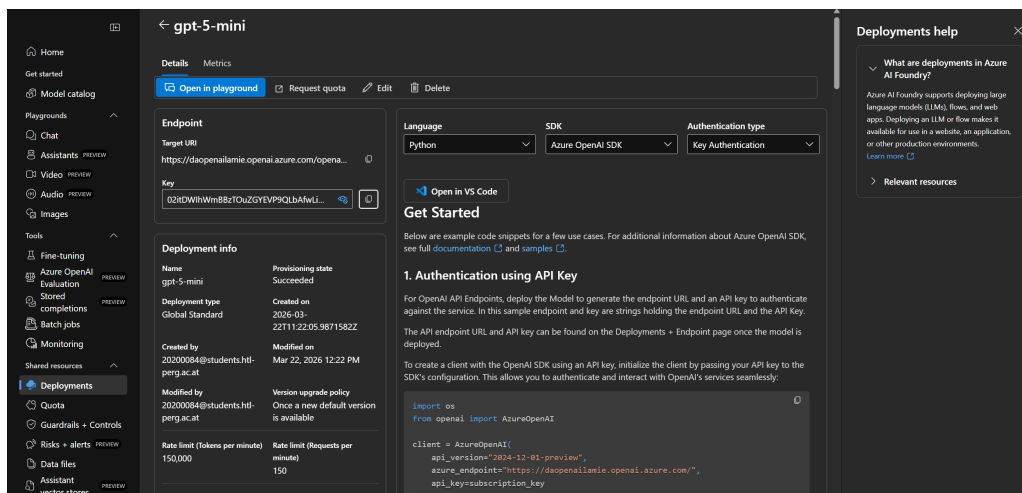 Home
Get started
Model catalog
Playgrounds
Chat
Assistants PREVIEW
Video PREVIEW
Audio PREVIEW
Images
Tools
Fine-tuning
Azure OpenAI
Evaluation
PREVIEW
Stored
completions
PREVIEW
Batch jobs
Monitoring
Shared resources
Deployments
Quota
Guardrails + Controls
Risks + alerts PREVIEW
Data files
Assistant
vector stores
PREVIEW
gpt-5-mini
Details Metrics
Open in playground Request quota Edit Delete
Endpoint
Target URI
https://daopenailamie.openai.azure.com/opena...
Key
Deployment info
Name
gpt-5-mini
Provisioning state
Succeeded
Deployment type
Global Standard
Created on
2026-03-
22T11:22:05.9871582Z
Created by
20200084@students.htl-
perg.ac.at
Modified on
Mar 22, 2026 12:22 PM
Modified by
20200084@students.htl-
perg.ac.at
Version upgrade policy
Once a new default version
is available
Rate limit (Tokens per minute)
150,000
Rate limit (Requests per
minute)
150
Language
Python
SDK
Azure OpenAI SDK
Authentication type
Key Authentication
Open in VS Code
Get Started
Below are example code snippets for a few use cases. For additional information about Azure OpenAI SDK,
see full documentation and samples .
1. Authentication using API Key
For OpenAI API Endpoints, deploy the Model to generate the endpoint URL and an API key to authenticate
against the service. In this sample endpoint and key are strings holding the endpoint URL and the API Key.
The API endpoint URL and API key can be found on the Deployments + Endpoint page once the model is
deployed.
To create a client with the OpenAI SDK using an API key, initialize the client by passing your API key to the
SDK's configuration. This allows you to authenticate and interact with OpenAI's services seamlessly:
import os
from openai import AzureOpenAI
client = AzureOpenAI(
api_version="2024-12-01-preview",
azure_endpoint="https://daopenailamie.openai.azure.com/",
api_key=subscription_key
Deployments help
What are deployments in Azure
AI Foundry?
Azure AI Foundry supports deploying large
language models (LLMs), flows, and web
apps. Deploying an LLM or flow makes it
available for use in a website, an application,
or other production environments.
Learn more
Relevant resources